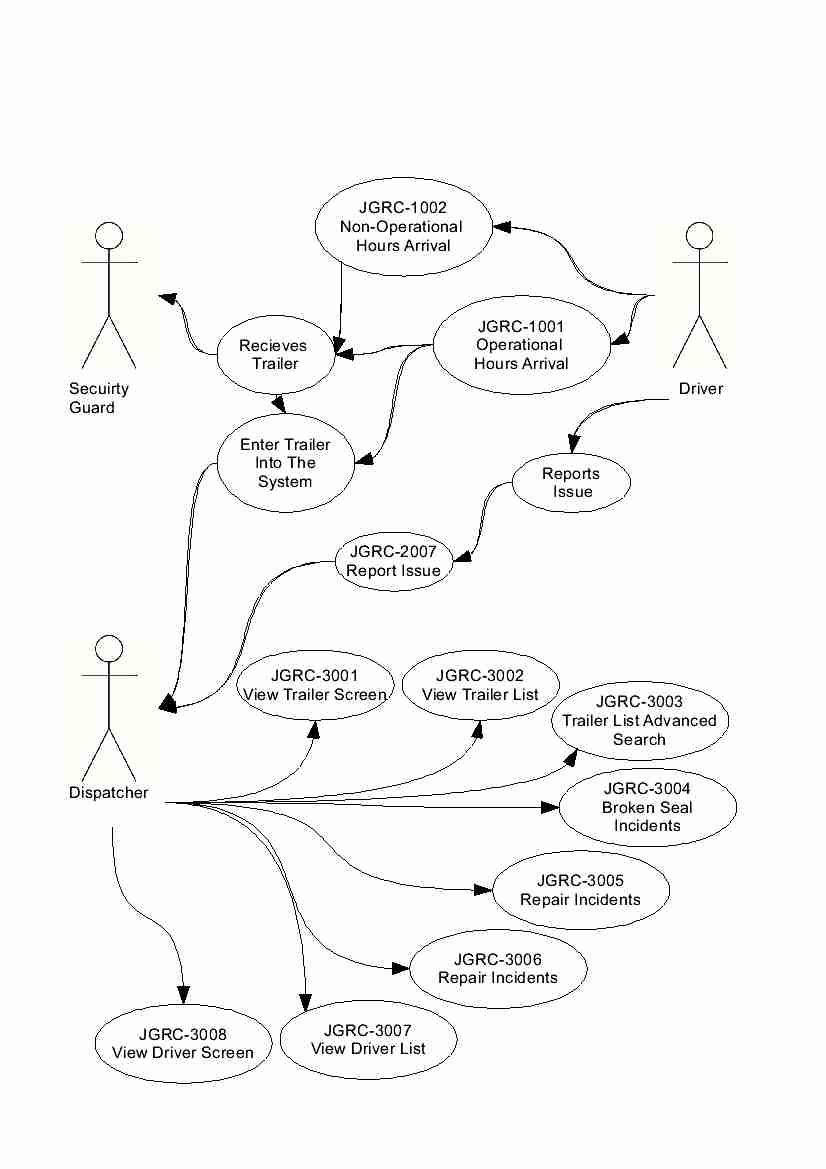 JGRC-1002
Non-Operational
Hours Arrival
JGRC-1001
Operational
Hours Arrival
Recieves
Trailer
Secuirty
Guard
Driver
Enter Trailer
Into The
System
Reports
Issue
JGRC-2007
Report Issue
JGRC-3001
View Trailer Screen
JGRC-3002
View Trailer List
JGRC-3003
Trailer List Advanced
Search
Dispatcher
JGRC-3004
Broken Seal
Incidents
JGRC-3005
Repair Incidents
JGRC-3006
Repair Incidents
JGRC-3007
View Driver List
JGRC-3008
View Driver Screen